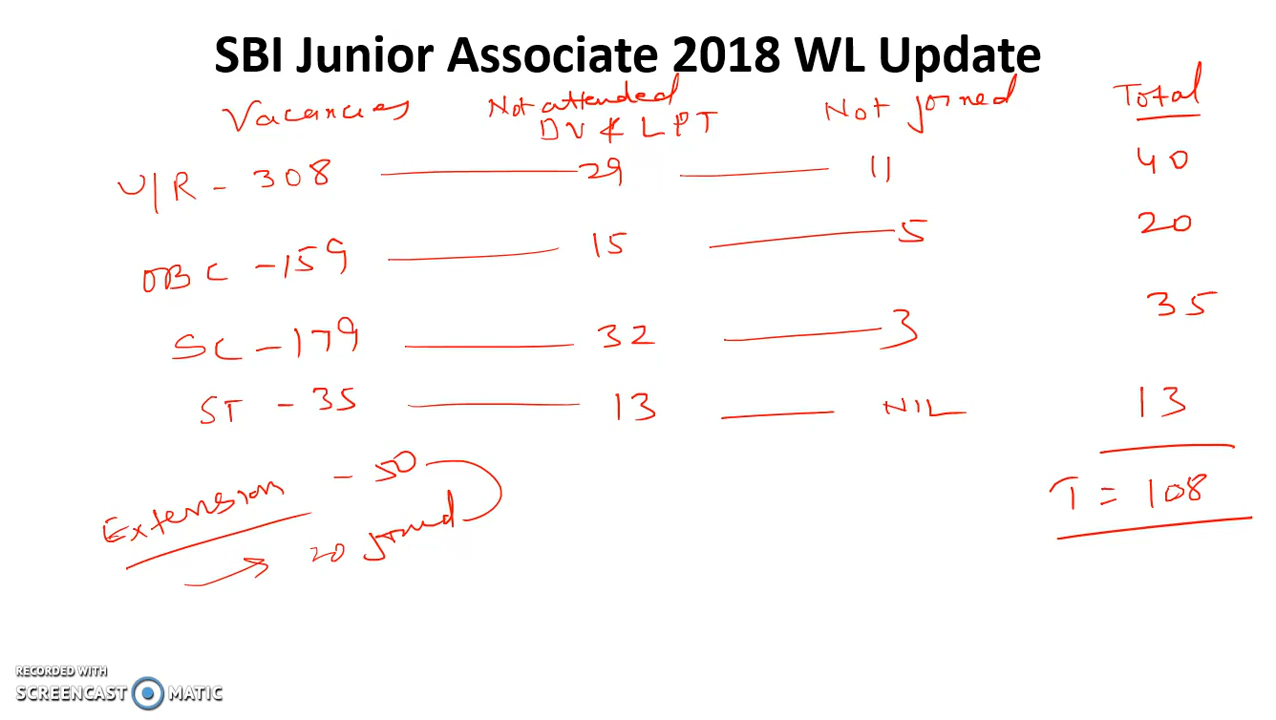 SBI Junior Associate 2018 WL Update
Vacancies Not attended DV & LPT Not joined Total
U/R - 308 29 11 40
OBC - 159 15 5 20
SC - 179 32 3 35
ST - 35 13 NIL 13
Extension - 50
20 joined
T = 108
RECORDED WITH
SCREENCAST MATIC